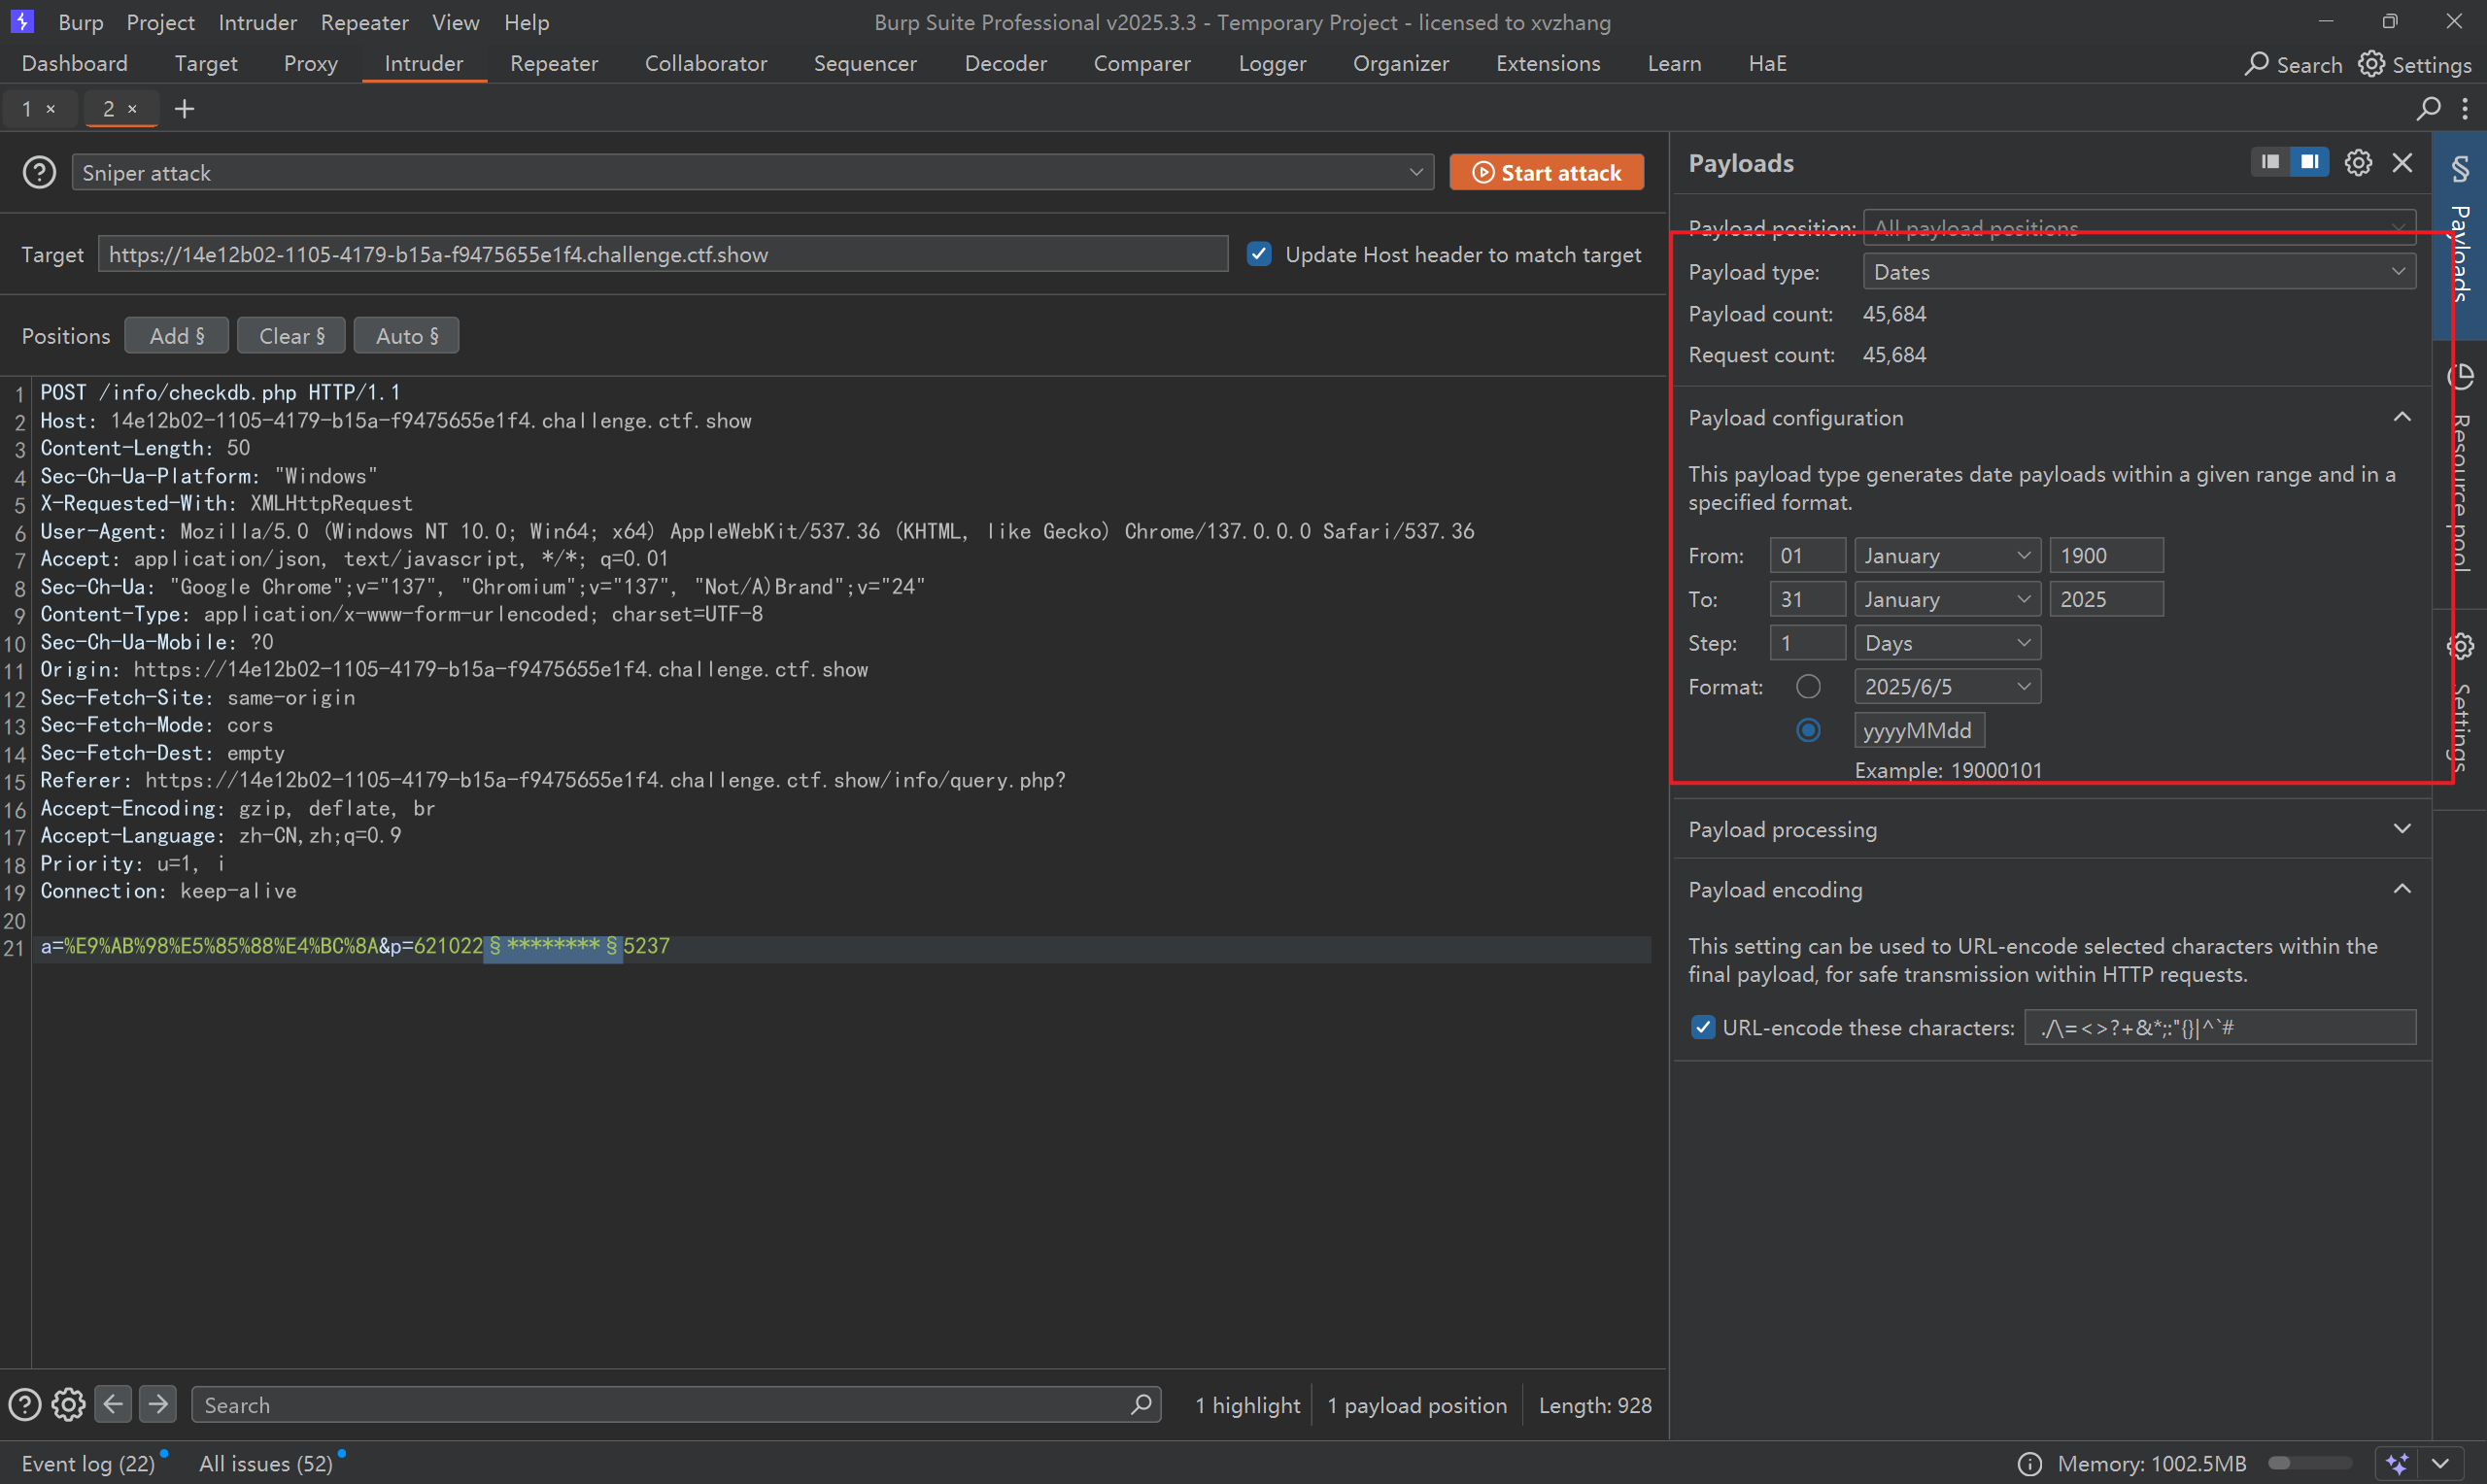 Burp Project Intruder Repeater View Help
Burp Suite Professional v2025.3.3 - Temporary Project - licensed to xvzhang
Dashboard Target Proxy Intruder Repeater Collaborator Sequencer Decoder Comparer Logger Organizer Extensions Learn HaE
Search Settings
1 × 2 × +
Sniper attack
Start attack
Target https://14e12b02-1105-4179-b15a-f9475655e1f4.challenge.ctf.show
Update Host header to match target
Positions Add § Clear § Auto §
1 POST /info/checkdb.php HTTP/1.1
2 Host: 14e12b02-1105-4179-b15a-f9475655e1f4.challenge.ctf.show
3 Content-Length: 50
4 Sec-Ch-Ua-Platform: "Windows"
5 X-Requested-With: XMLHttpRequest
6 User-Agent: Mozilla/5.0 (Windows NT 10.0; Win64; x64) AppleWebKit/537.36 (KHTML, like Gecko) Chrome/137.0.0.0 Safari/537.36
7 Accept: application/json, text/javascript, */*; q=0.01
8 Sec-Ch-Ua: "Google Chrome";v="137", "Chromium";v="137", "Not/A)Brand";v="24"
9 Content-Type: application/x-www-form-urlencoded; charset=UTF-8
10 Sec-Ch-Ua-Mobile: ?0
11 Origin: https://14e12b02-1105-4179-b15a-f9475655e1f4.challenge.ctf.show
12 Sec-Fetch-Site: same-origin
13 Sec-Fetch-Mode: cors
14 Sec-Fetch-Dest: empty
15 Referer: https://14e12b02-1105-4179-b15a-f9475655e1f4.challenge.ctf.show/info/query.php?
16 Accept-Encoding: gzip, deflate, br
17 Accept-Language: zh-CN,zh;q=0.9
18 Priority: u=1, i
19 Connection: keep-alive
20
21 a=%E9%AB%98%E5%85%88%E4%BC%8A&p=621022§********§5237
Payloads
Payload position: All payload positions
Payload type: Dates
Payload count: 45,684
Request count: 45,684
Payload configuration
This payload type generates date payloads within a given range and in a
specified format.
From: 01 January 1900
To: 31 January 2025
Step: 1 Days
Format: 2025/6/5
yyyyMMdd
Example: 19000101
Payload processing
Payload encoding
This setting can be used to URL-encode selected characters within the
final payload, for safe transmission within HTTP requests.
URL-encode these characters: ./\=<>?+&*;:"{}|^`#
§ Payloads
Resource pool
Settings
Search
1 highlight 1 payload position Length: 928
Event log (22) All issues (52)
Memory: 1002.5MB